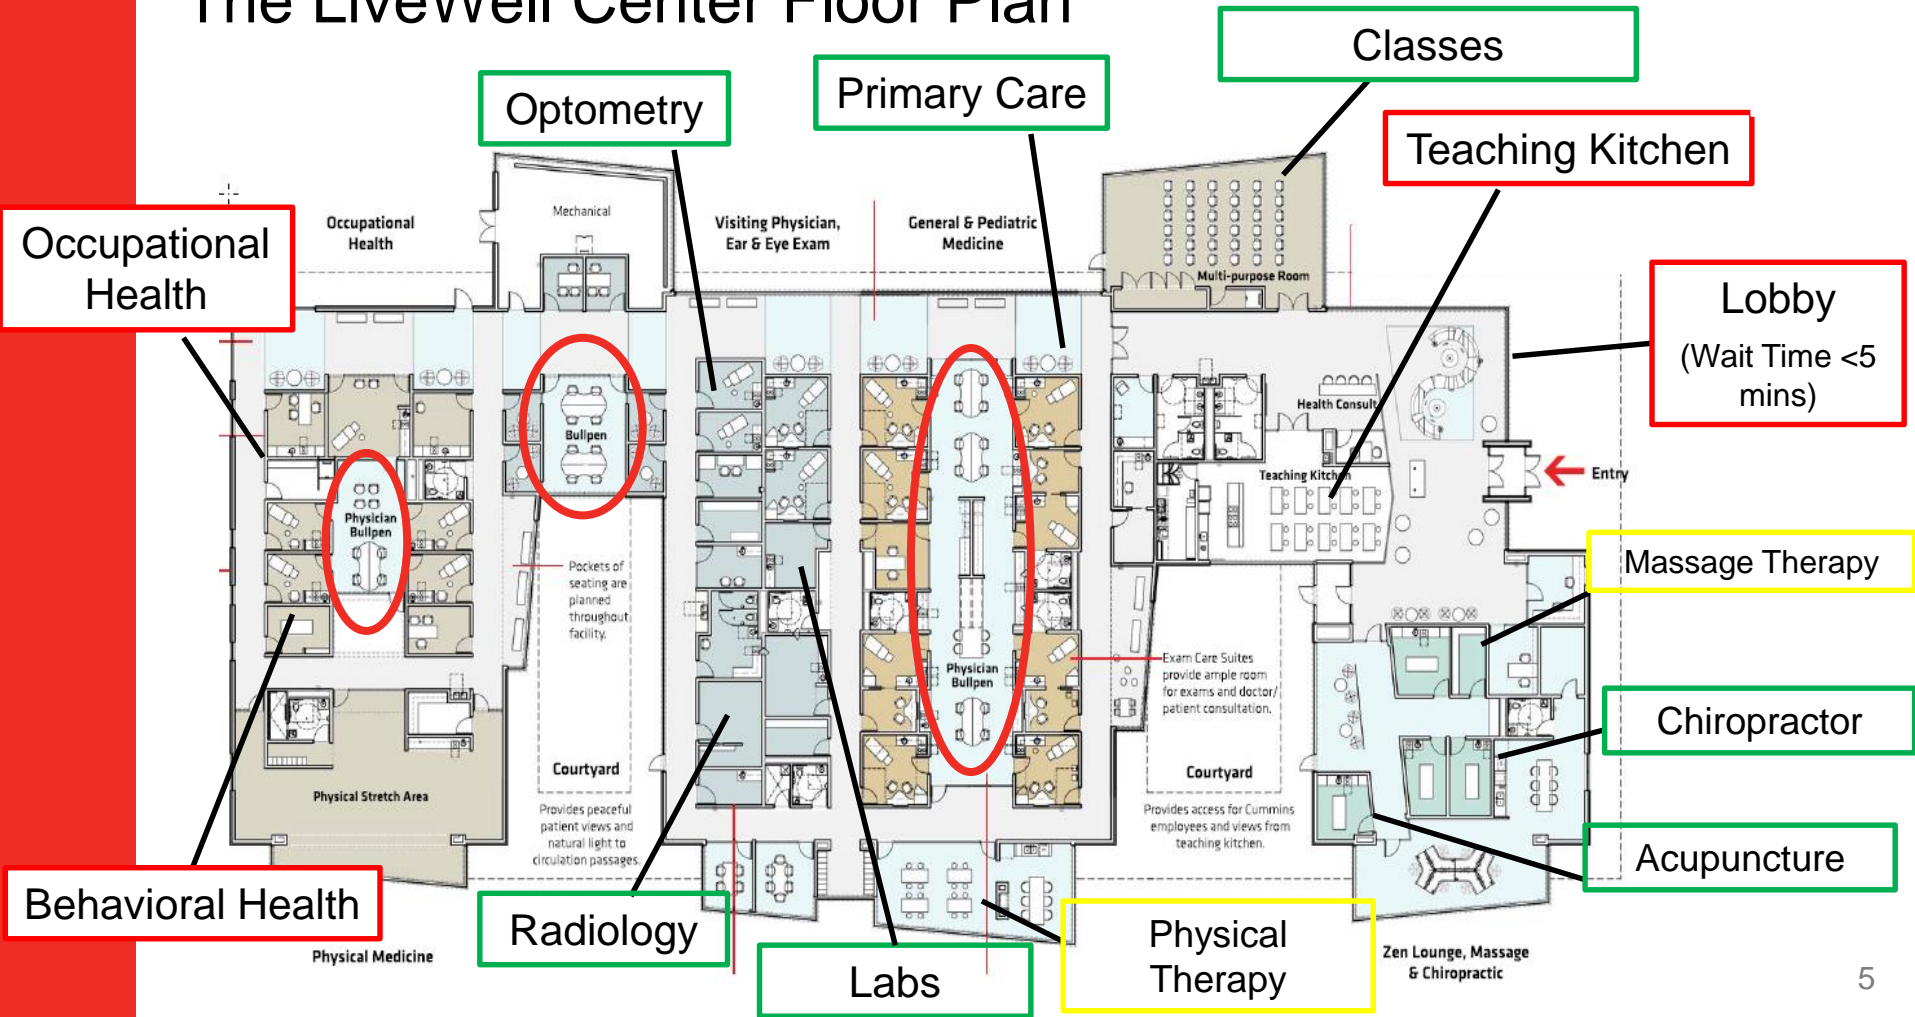 The LiveWell Center Floor Plan
Classes
Optometry
Primary Care
Teaching Kitchen
Occupational
Health
Occupational
Health
Mechanical
Visiting Physician,
Ear & Eye Exam
General & Pediatric
Medicine
Multi-purpose Room
Lobby
(Wait Time <5
mins)
Health Consult
Bullpen
Teaching Kitchen
Entry
Physician
Bullpen
Pockets of
seating are
planned
throughout
facility.
Massage Therapy
Physician
Bullpen
Exam Care Suites
provide ample room
for exams and doctor/
patient consultation.
Chiropractor
Courtyard
Courtyard
Physical Stretch Area
Provides peaceful
patient views and
natural light to
circulation passages.
Provides access for Cummins
employees and views from
teaching kitchen.
Acupuncture
Behavioral Health
Radiology
Labs
Physical
Therapy
Physical Medicine
Zen Lounge, Massage
& Chiropractic
5